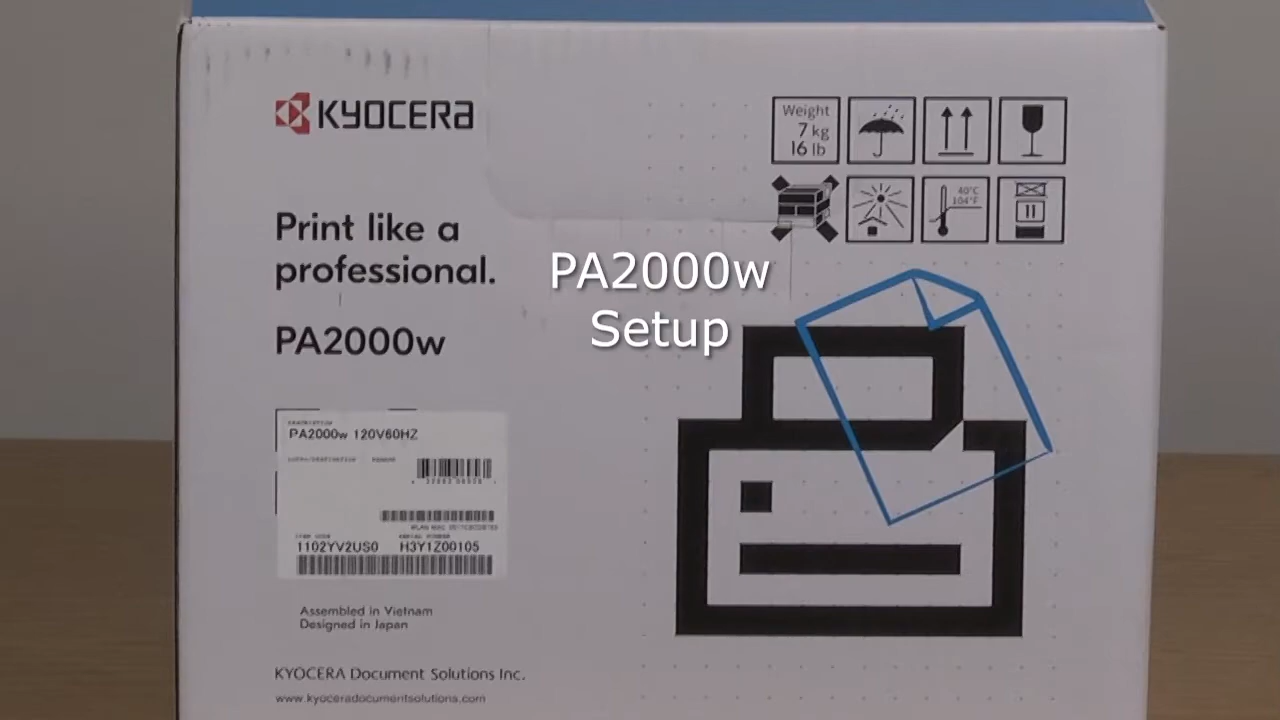 KYOCERA
Weight
7 kg
16 lb
40°C
104°F
Print like a
professional.
PA2000w
Setup
PA2000w
PA2000w 120V60HZ
1102YV2US0 H3Y1Z00105
Assembled in Vietnam
Designed in Japan
KYOCERA Document Solutions Inc.
www.kyoceradocumentsolutions.com